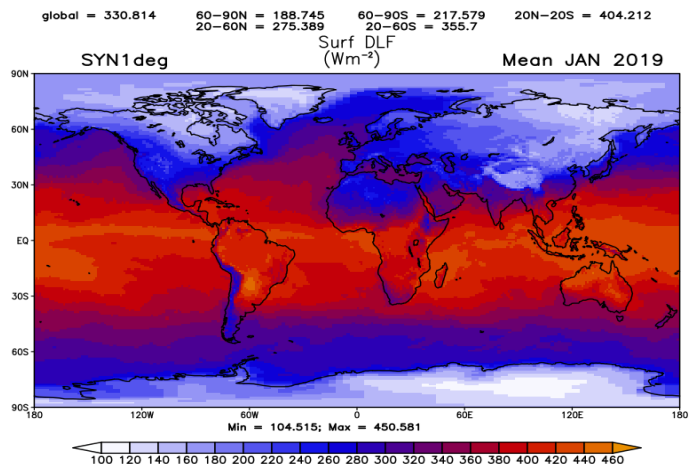 global = 330.814 60-90N = 188.745 60-90S = 217.579 20N-20S = 404.212
20-60N = 275.389 20-60S = 355.7
Surf DLF
SYN1deg (Wm⁻²) Mean JAN 2019
90N
60N
30N
EQ
30S
60S
90S
180 120W 60W 0 60E 120E 180
Min = 104.515; Max = 450.581
100 120 140 160 180 200 220 240 260 280 300 320 340 360 380 400 420 440 460